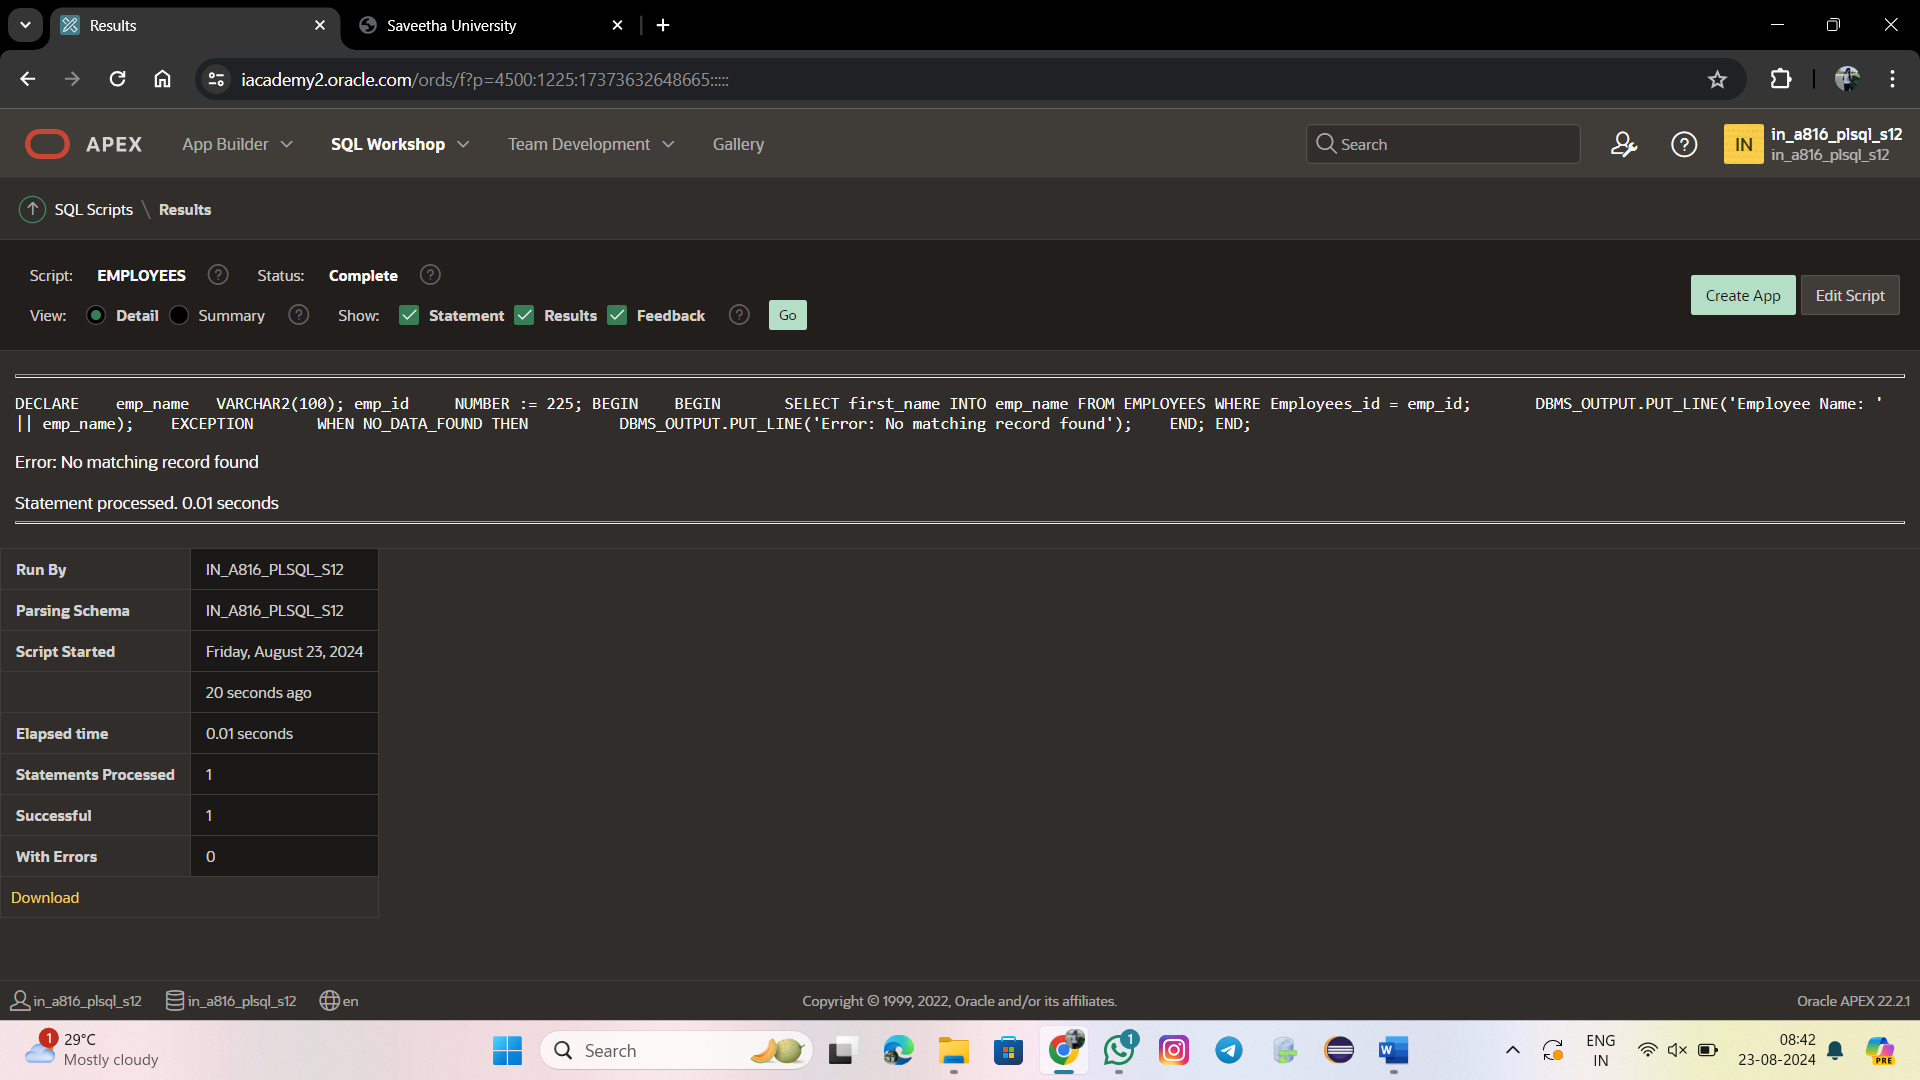 Results
Saveetha University
iacademy2.oracle.com/ords/f?p=4500:1225:17373632648665:::::
APEX App Builder SQL Workshop Team Development Gallery Search IN in_a816_plsql_s12
in_a816_plsql_s12
SQL Scripts \ Results
Script: EMPLOYEES ? Status: Complete ?
Create App Edit Script
View: Detail Summary ? Show: Statement Results Feedback ? Go
DECLARE emp_name VARCHAR2(100); emp_id NUMBER := 225; BEGIN BEGIN SELECT first_name INTO emp_name FROM EMPLOYEES WHERE Employees_id = emp_id; DBMS_OUTPUT.PUT_LINE('Employee Name: '
|| emp_name); EXCEPTION WHEN NO_DATA_FOUND THEN DBMS_OUTPUT.PUT_LINE('Error: No matching record found'); END; END;
Error: No matching record found
Statement processed. 0.01 seconds
Run By IN_A816_PLSQL_S12
Parsing Schema IN_A816_PLSQL_S12
Script Started Friday, August 23, 2024
20 seconds ago
Elapsed time 0.01 seconds
Statements Processed 1
Successful 1
With Errors 0
Download
in_a816_plsql_s12 in_a816_plsql_s12 en Copyright © 1999, 2022, Oracle and/or its affiliates. Oracle APEX 22.2.1
1 29°C
Mostly cloudy
Search
1
ENG
IN
08:42
23-08-2024
PRE